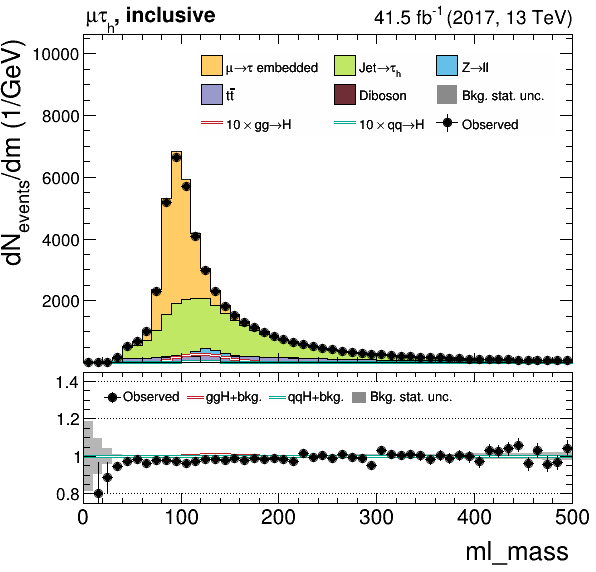 μτh, inclusive
41.5 fb-1 (2017, 13 TeV)
dNevents/dm (1/GeV)
10000
8000
6000
4000
2000
μ→τ embedded
Jet→τh
Z→ll
tt̄
Diboson
Bkg. stat. unc.
10 × gg→H
10 × qq→H
Observed
1.4
1.2
1
0.8
Observed
ggH+bkg.
qqH+bkg.
Bkg. stat. unc.
0
100
200
300
400
500
ml_mass